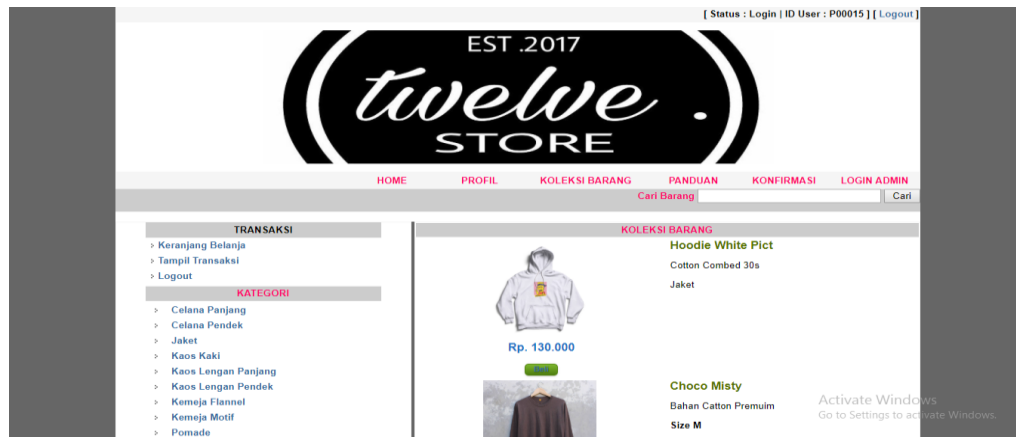 [ Status : Login | ID User : P00015 ] [ Logout ]
EST .2017
twelve .
STORE
HOME PROFIL KOLEKSI BARANG PANDUAN KONFIRMASI LOGIN ADMIN
Cari Barang Cari
TRANSAKSI
> Keranjang Belanja
> Tampil Transaksi
> Logout
KATEGORI
> Celana Panjang
> Celana Pendek
> Jaket
> Kaos Kaki
> Kaos Lengan Panjang
> Kaos Lengan Pendek
> Kemeja Flannel
> Kemeja Motif
> Pomade
KOLEKSI BARANG
Hoodie White Pict
Cotton Combed 30s
Jaket
Rp. 130.000
Beli
Choco Misty
Bahan Catton Premuim
Size M
Activate Windows
Go to Settings to activate Windows.